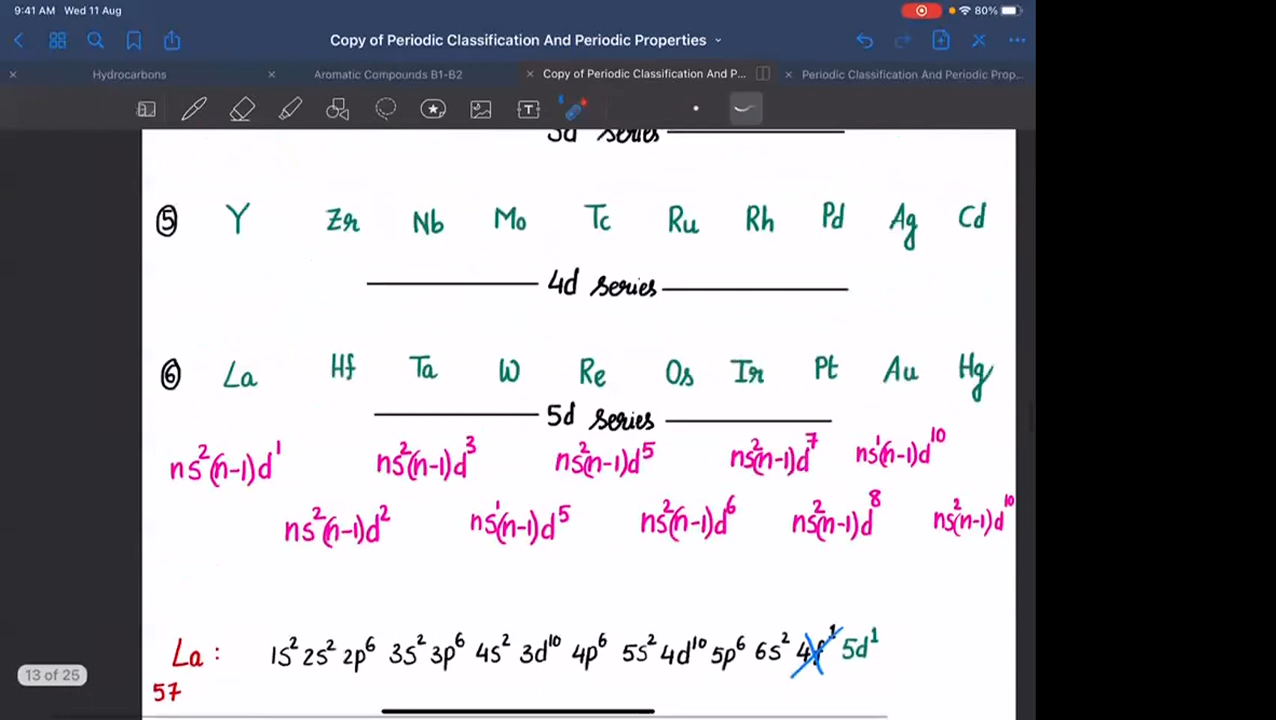 9:41 AM Wed 11 Aug
80%
Copy of Periodic Classification And Periodic Properties
Hydrocarbons
Aromatic Compounds B1-B2
Copy of Periodic Classification And P...
Periodic Classification And Periodic Prop...
3d series
⑤ Y Zr Nb Mo Tc Ru Rh Pd Ag Cd
4d series
⑥ La Hf Ta W Re Os Ir Pt Au Hg
5d series
ns²(n-1)d¹ ns²(n-1)d³ ns²(n-1)d⁵ ns²(n-1)d⁷ ns¹(n-1)d¹⁰
ns²(n-1)d² ns¹(n-1)d⁵ ns²(n-1)d⁶ ns²(n-1)d⁸ ns²(n-1)d¹⁰
La : 1s² 2s² 2p⁶ 3s² 3p⁶ 4s² 3d¹⁰ 4p⁶ 5s² 4d¹⁰ 5p⁶ 6s² 4f¹ 5d¹
57
13 of 25